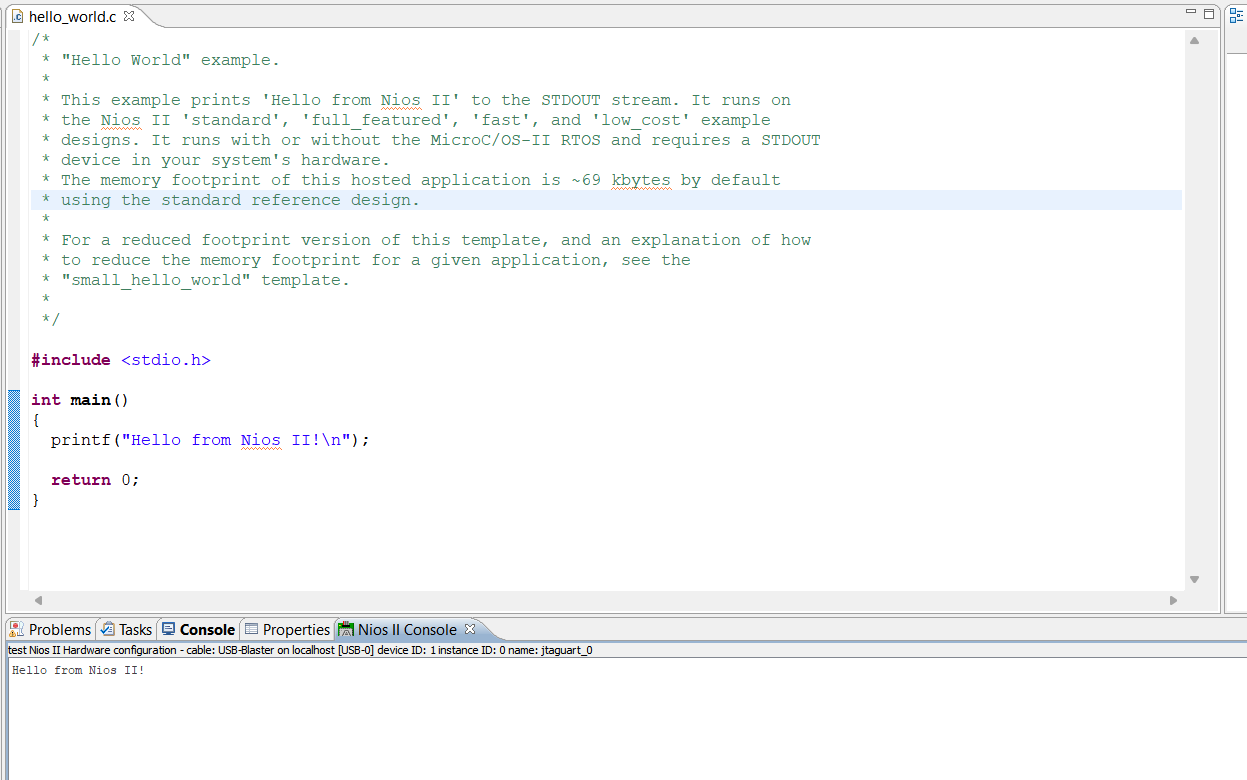 hello_world.c
/*
 * "Hello World" example.
 *
 * This example prints 'Hello from Nios II' to the STDOUT stream. It runs on
 * the Nios II 'standard', 'full_featured', 'fast', and 'low_cost' example
 * designs. It runs with or without the MicroC/OS-II RTOS and requires a STDOUT
 * device in your system's hardware.
 * The memory footprint of this hosted application is ~69 kbytes by default
 * using the standard reference design.
 *
 * For a reduced footprint version of this template, and an explanation of how
 * to reduce the memory footprint for a given application, see the
 * "small_hello_world" template.
 *
 */
#include <stdio.h>
int main()
{
  printf("Hello from Nios II!\n");
  return 0;
}
Problems Tasks Console Properties Nios II Console
test Nios II Hardware configuration - cable: USB-Blaster on localhost [USB-0] device ID: 1 instance ID: 0 name: jtaguart_0
Hello from Nios II!